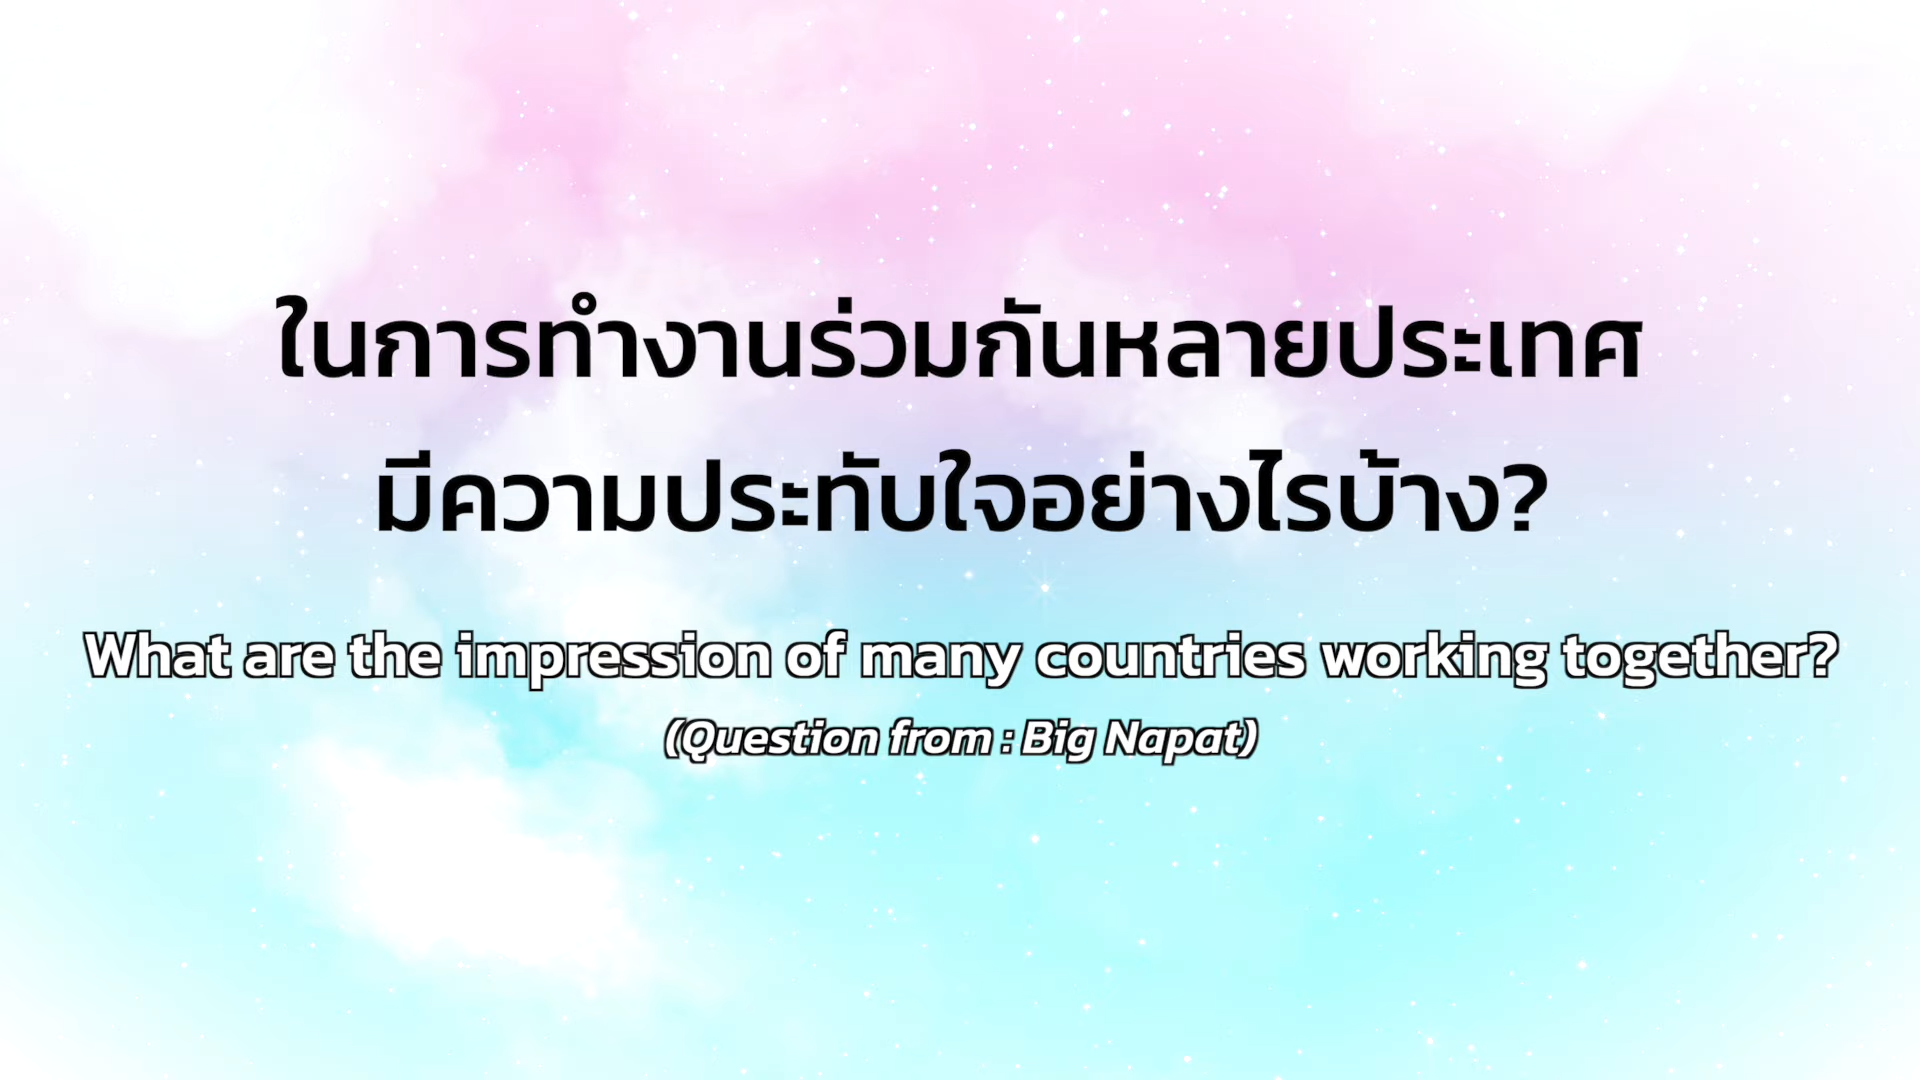 ในการทำงานร่วมกันหลายประเทศ
มีความประทับใจอย่างไรบ้าง?
What are the impression of many countries working together?
(Question from : Big Napat)